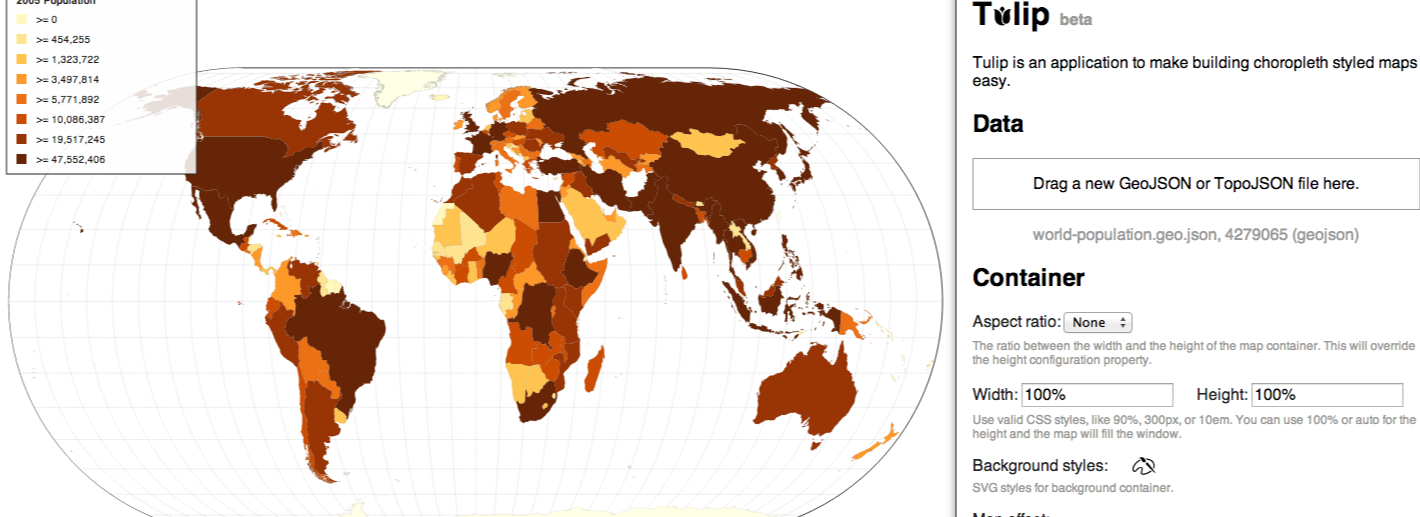 2005 Population
>= 0
>= 454,255
>= 1,323,722
>= 3,497,814
>= 5,771,892
>= 10,086,387
>= 19,517,245
>= 47,552,406
Tulip beta
Tulip is an application to make building choropleth styled maps
easy.
Data
Drag a new GeoJSON or TopoJSON file here.
world-population.geo.json, 4279065 (geojson)
Container
Aspect ratio: None
The ratio between the width and the height of the map container. This will override
the height configuration property.
Width: 100% Height: 100%
Use valid CSS styles, like 90%, 300px, or 10em. You can use 100% or auto for the
height and the map will fill the window.
Background styles:
SVG styles for background container.
Map effect: